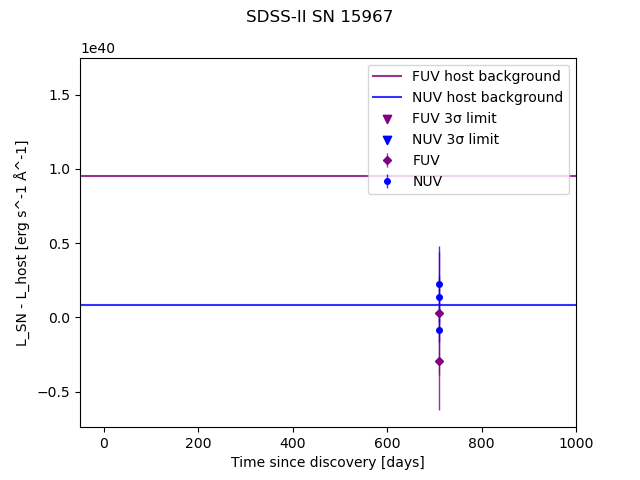 SDSS-II SN 15967
1e40
FUV host background
NUV host background
FUV 3σ limit
NUV 3σ limit
FUV
NUV
1.5
1.0
0.5
0.0
−0.5
L_SN - L_host [erg s^-1 Å^-1]
0 200 400 600 800 1000
Time since discovery [days]